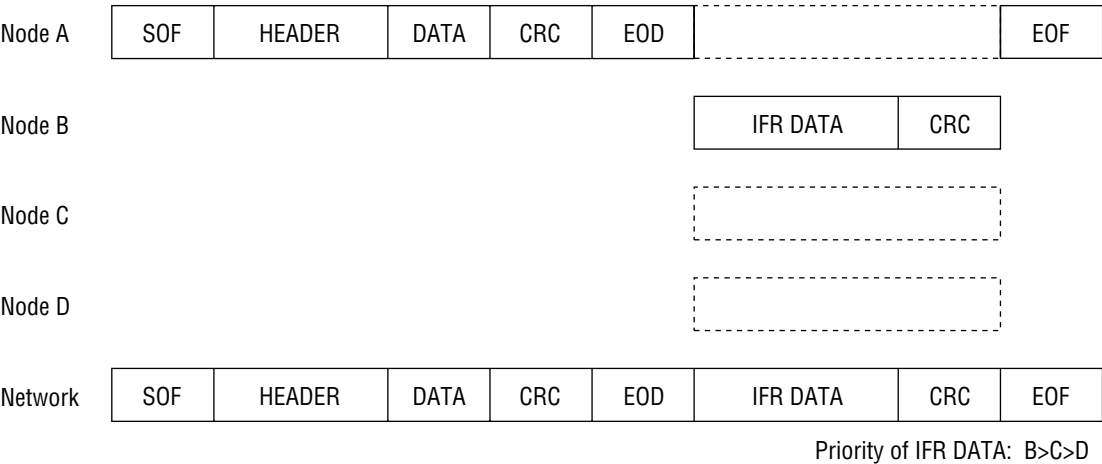 Node A SOF HEADER DATA CRC EOD EOF
Node B IFR DATA CRC
Node C
Node D
Network SOF HEADER DATA CRC EOD IFR DATA CRC EOF
Priority of IFR DATA: B>C>D